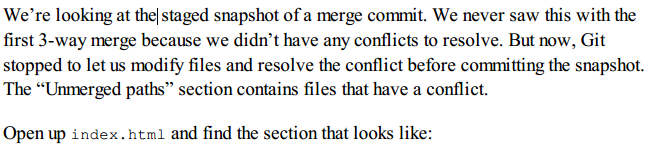 We’re looking at the staged snapshot of a merge commit. We never saw this with the
first 3-way merge because we didn’t have any conflicts to resolve. But now, Git
stopped to let us modify files and resolve the conflict before committing the snapshot.
The “Unmerged paths” section contains files that have a conflict.
Open up index.html and find the section that looks like: